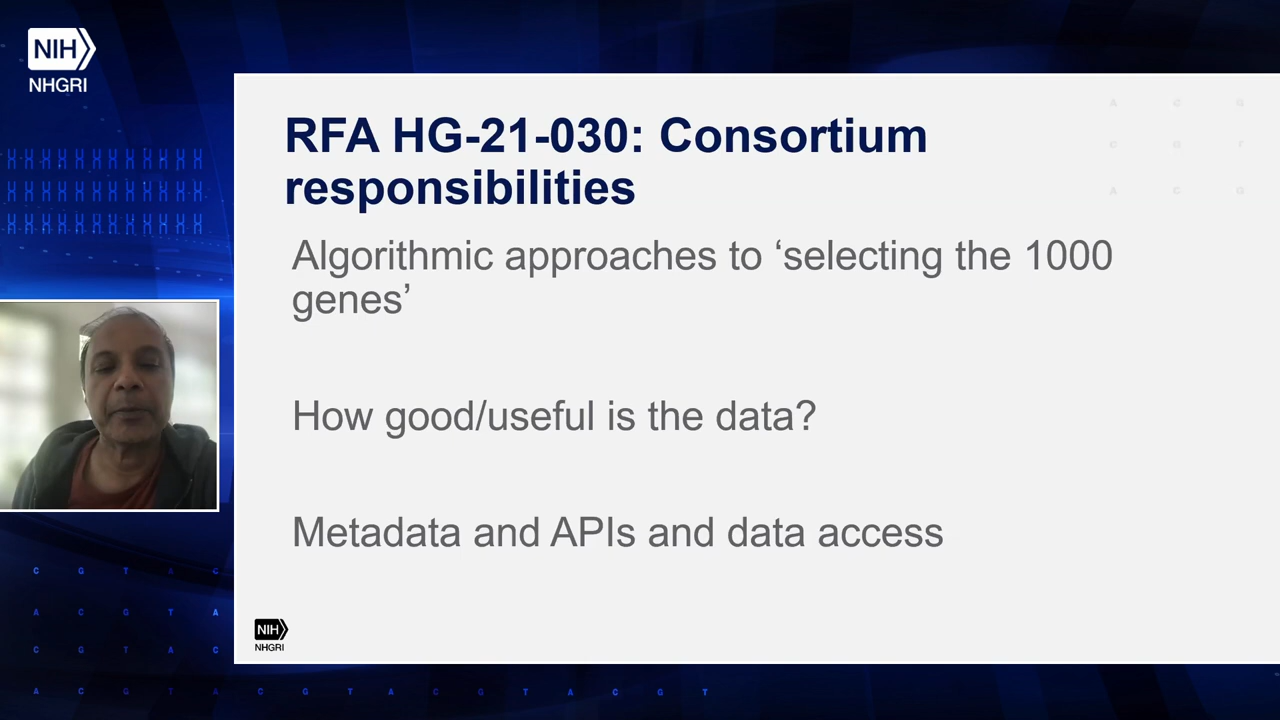 NIH
NHGRI
RFA HG-21-030: Consortium
responsibilities
Algorithmic approaches to ‘selecting the 1000
genes’
How good/useful is the data?
Metadata and APIs and data access
NIH
NHGRI
A C G
C G T
A C G
C G T A C
A C G T A
C G T A C
A C G T A C G T A C G T A C G T